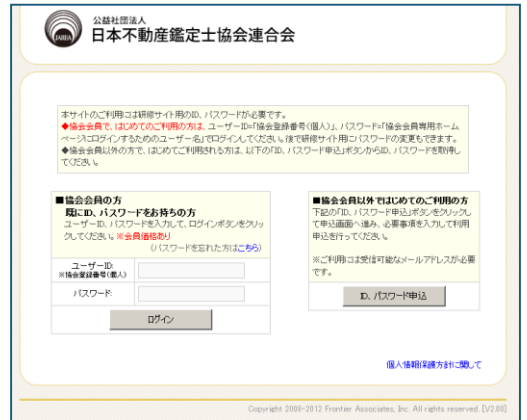 公益社団法人
JAREA
日本不動産鑑定士協会連合会
本サイトのご利用には研修サイト用のID、パスワードが必要です。
◆協会会員で、はじめてのご利用の方は、ユーザーID=「協会登録番号(個人)」、パスワード=「協会会員専用ホーム
ページにログインするためのユーザー名」でログインしてください。後で研修サイト用にパスワードの変更もできます。
◆協会会員以外の方で、はじめてご利用される方は、以下の「ID、パスワード申込」ボタンからID、パスワードを取得し
てください。
■協会会員の方
既にID、パスワードをお持ちの方
ユーザーID、パスワードを入力して、ログインボタンをクリッ
クしてください。※会員価格あり
(パスワードを忘れた方はこちら)
ユーザーID:
※協会登録番号(個人)
パスワード:
ログイン
■協会会員以外ではじめてのご利用の方
下記の「ID、パスワード申込」ボタンをクリックし
て申込画面へ進み、必要事項を入力して利用
申込を行ってください。
※ご利用には受信可能なメールアドレスが必要
です。
ID、パスワード申込
個人情報保護方針に関して
Copyright 2008-2012 Frontier Associates, Inc. All rights reserved. [V2.00]